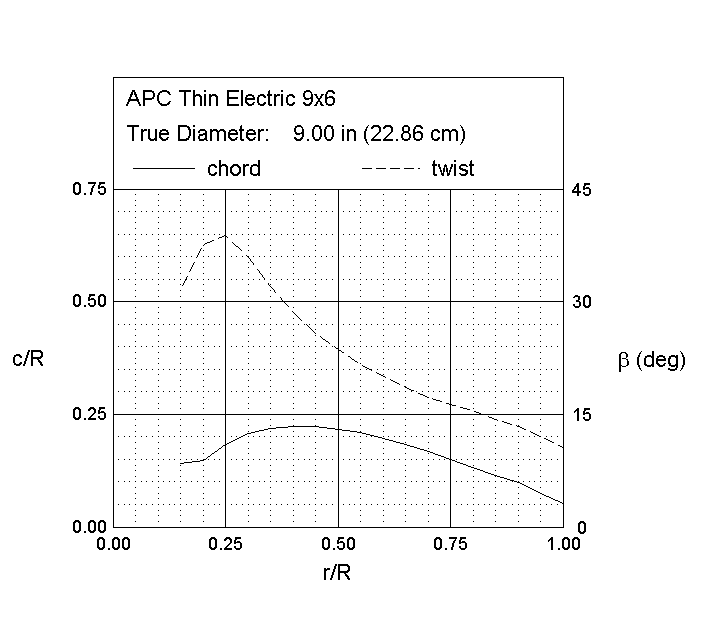 APC Thin Electric 9x6
True Diameter: 9.00 in (22.86 cm)
chord twist
0.75 45
0.50 30
c/R β (deg)
0.25 15
0.00 0
0.00 0.25 0.50 0.75 1.00
r/R